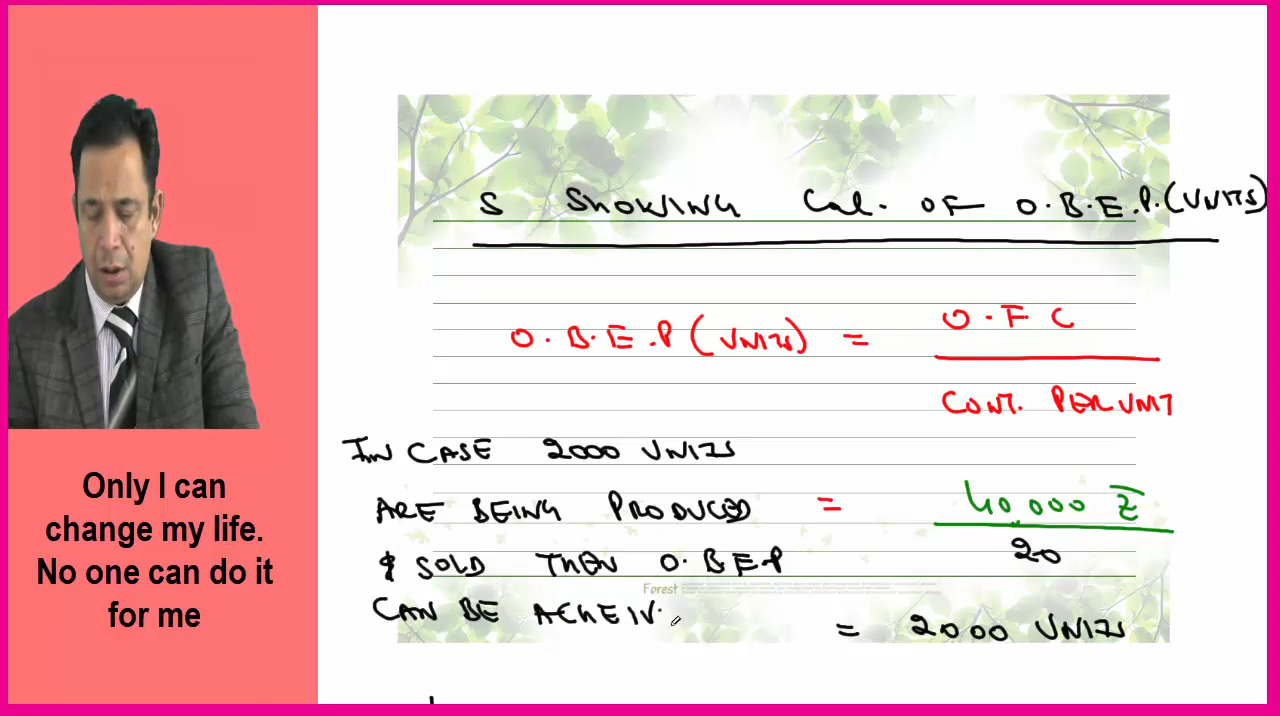 S SHOWING Cal. OF O.B.E.P. (UNITS)
O.B.E.P (UNITS) = O.F.C
CONT. PER UNIT
IN CASE 2000 UNITS
ARE BEING PRODUCED = 40,000 Z
& SOLD THEN O.B.E.P 20
CAN BE ACHEIV.
= 2000 UNITS
Forest
Only I can
change my life.
No one can do it
for me